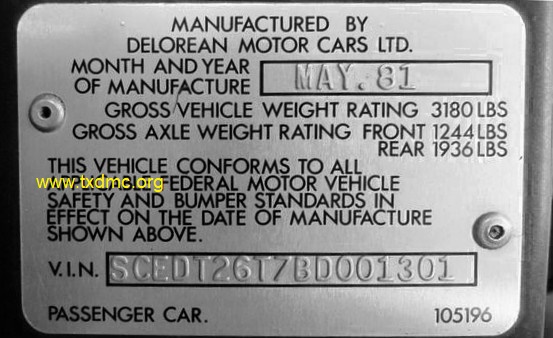 MANUFACTURED BY
DELOREAN MOTOR CARS LTD.
MONTH AND YEAR
OF MANUFACTURE MAY.81
GROSS VEHICLE WEIGHT RATING 3180 LBS
GROSS AXLE WEIGHT RATING FRONT 1244 LBS
REAR 1936 LBS
THIS VEHICLE CONFORMS TO ALL
www.txdmc.org FEDERAL MOTOR VEHICLE
SAFETY AND BUMPER STANDARDS IN
EFFECT ON THE DATE OF MANUFACTURE
SHOWN ABOVE.
V.I.N. SCEDT26T7BD001301
PASSENGER CAR. 105196